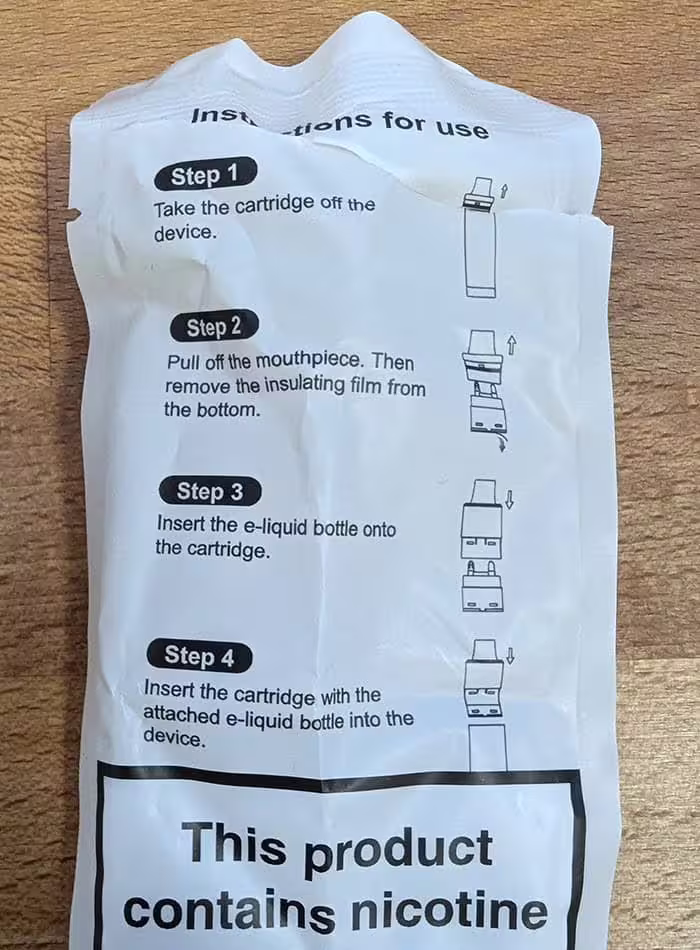 Instructions for use
Step 1
Take the cartridge off the
device.
Step 2
Pull off the mouthpiece. Then
remove the insulating film from
the bottom.
Step 3
Insert the e-liquid bottle onto
the cartridge.
Step 4
Insert the cartridge with the
attached e-liquid bottle into the
device.
This product
contains nicotine